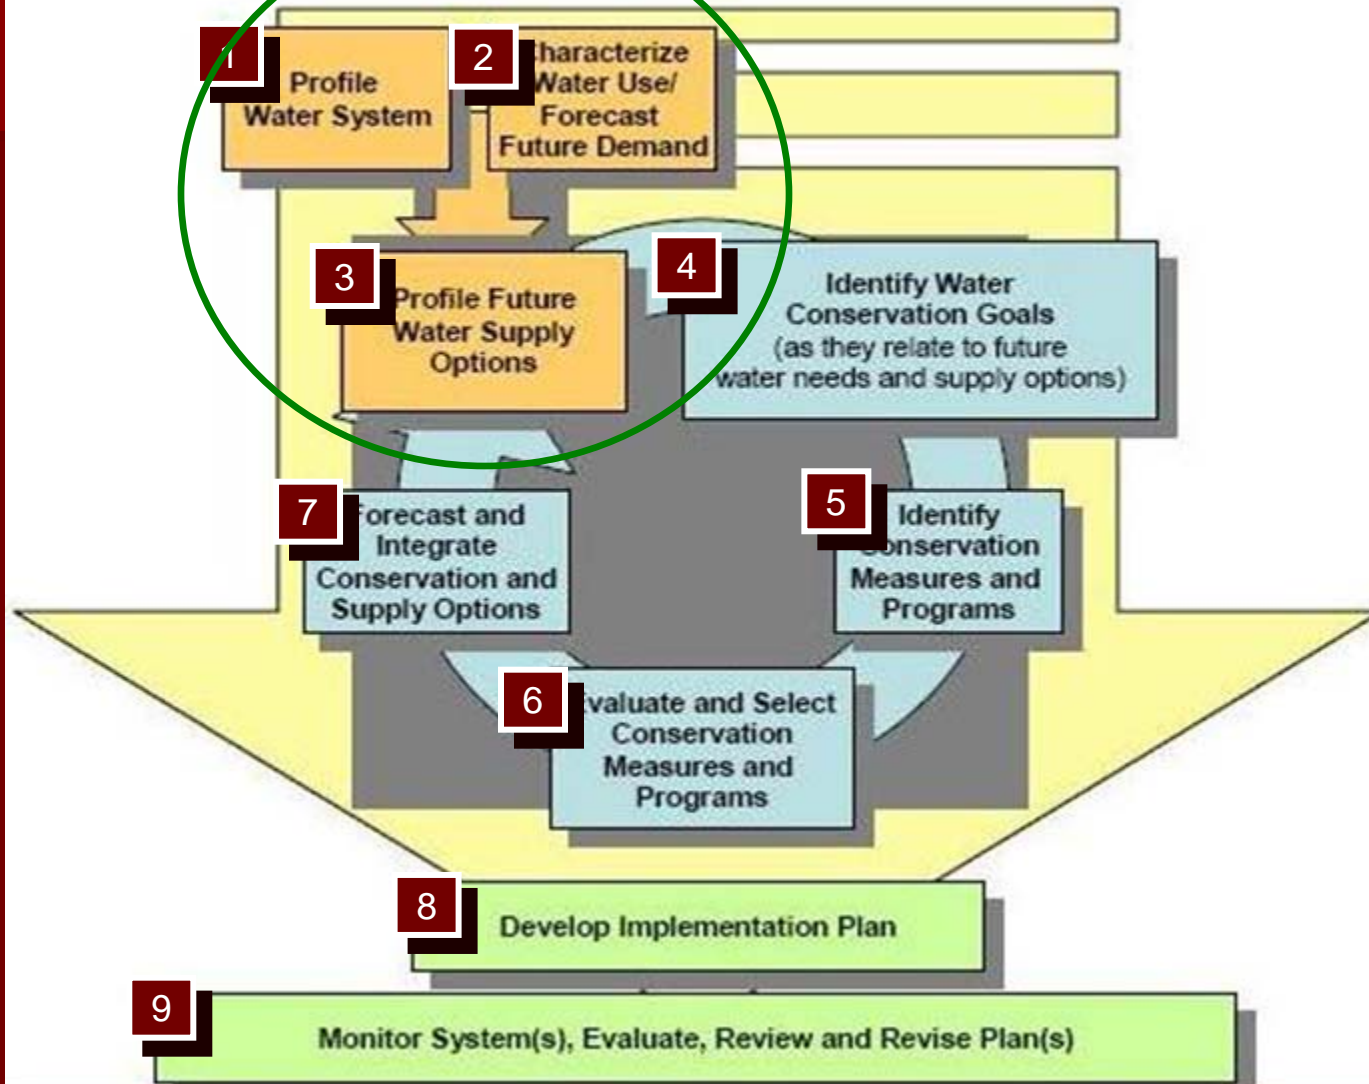 1
Profile
Water System
2
haracterize
Water Use/
Forecast
Future Demand
3
Profile Future
Water Supply
Options
4
Identify Water
Conservation Goals
(as they relate to future
water needs and supply options)
5
Identify
Conservation
Measures and
Programs
6
valuate and Select
Conservation
Measures and
Programs
7
orecast and
Integrate
Conservation and
Supply Options
8
Develop Implementation Plan
9
Monitor System(s), Evaluate, Review and Revise Plan(s)